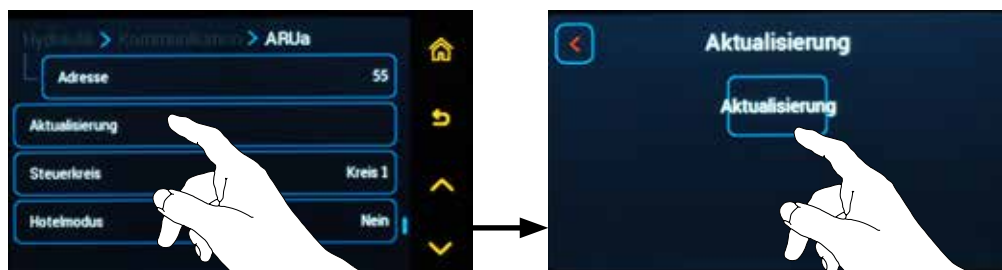 Hydraulik > Kommunikation > ARUa
Adresse 55
Aktualisierung
Steuerkreis Kreis 1
Hotelmodus Nein
Aktualisierung
Aktualisierung